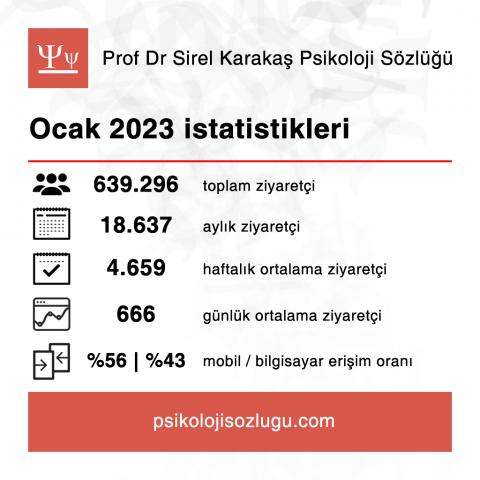 Ψψ
Prof Dr Sirel Karakaş Psikoloji Sözlüğü
Ocak 2023 istatistikleri
639.296 toplam ziyaretçi
18.637 aylık ziyaretçi
4.659 haftalık ortalama ziyaretçi
666 günlük ortalama ziyaretçi
%56 | %43 mobil / bilgisayar erişim oranı
psikolojisozlugu.com